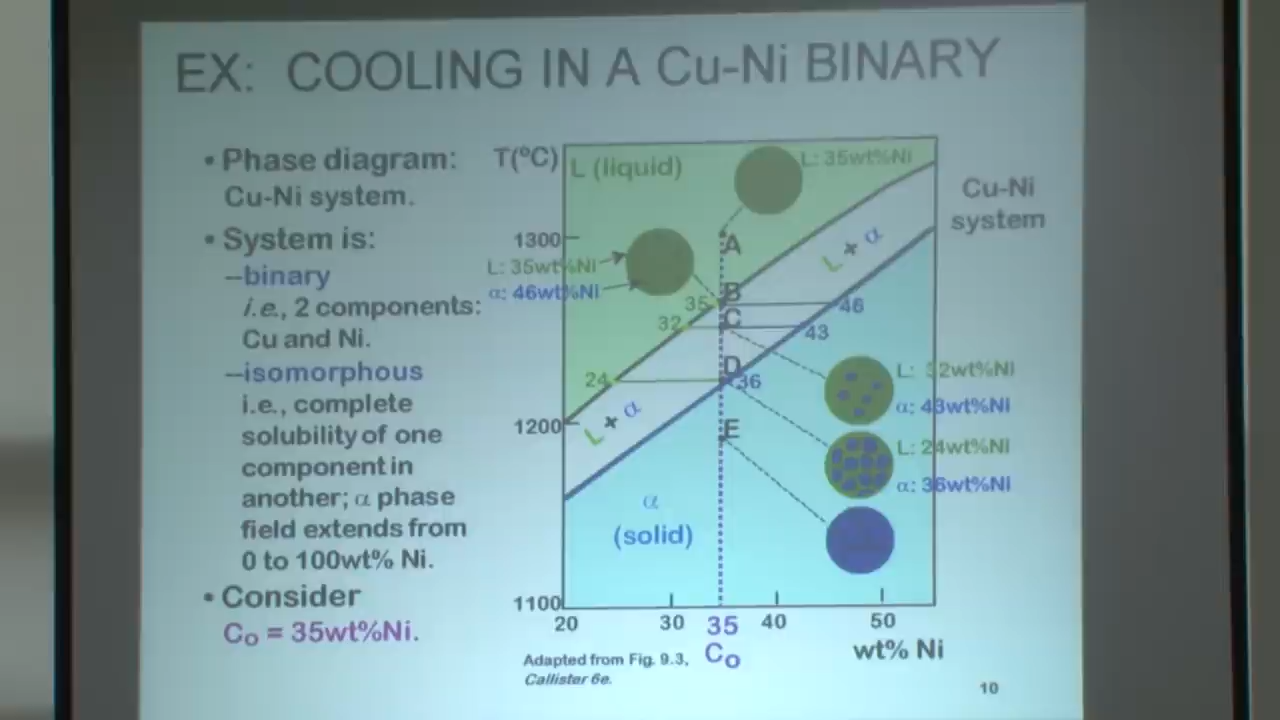 EX: COOLING IN A Cu-Ni BINARY
• Phase diagram:
Cu-Ni system.
• System is:
–binary
i.e., 2 components:
Cu and Ni.
–isomorphous
i.e., complete
solubility of one
component in
another; α phase
field extends from
0 to 100wt% Ni.
• Consider
Co = 35wt%Ni.
T(ºC)
L (liquid)
L: 35wt%Ni
Cu-Ni
system
1300
A
L + α
L: 35wt%Ni
α: 46wt%Ni
B
35
46
C
32
43
D
24
36
L: 32wt%Ni
α: 43wt%Ni
L + α
1200
E
L: 24wt%Ni
α: 36wt%Ni
α
(solid)
1100
20
30
35
40
50
Co
wt% Ni
Adapted from Fig. 9.3,
Callister 6e.
10